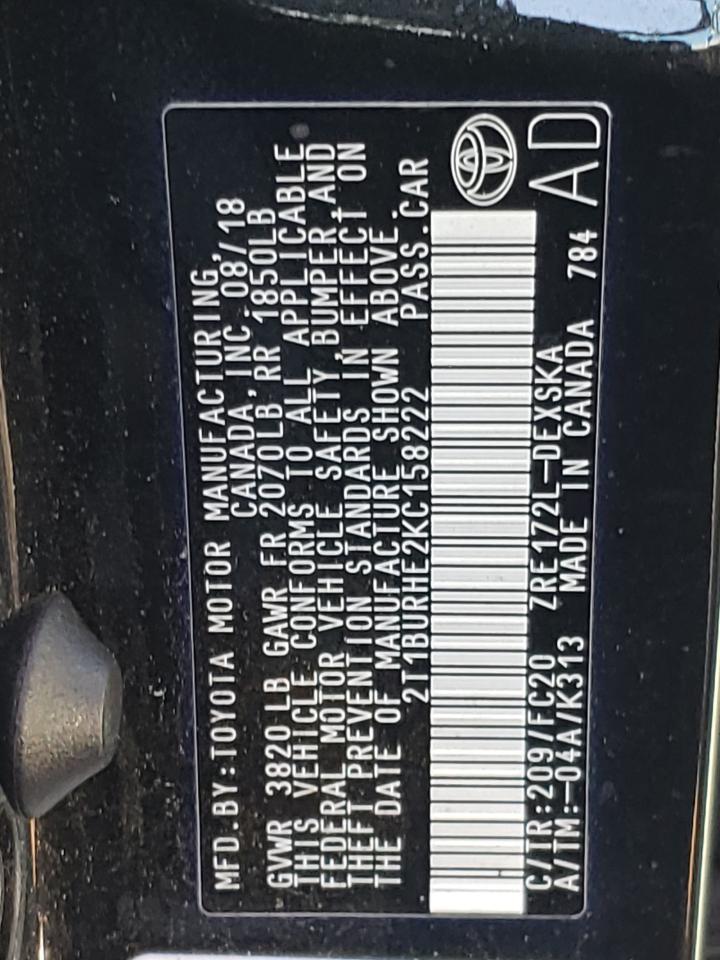 MFD.BY:TOYOTA MOTOR MANUFACTURING,
CANADA,INC.08/18
GVWR 3820LB GAWR FR 2070LB RR 1850LB
THIS VEHICLE CONFORMS TO ALL APPLICABLE
FEDERAL MOTOR VEHICLE SAFETY,BUMPER,AND
THEFT PREVENTION STANDARDS IN EFFECT ON
THE DATE OF MANUFACTURE SHOWN ABOVE.
2T1BURHE2KC158222 PASS.CAR
C/TR:209/FC20 ZRE172L-DEXSKA
A/TM:-04A/K313 MADE IN CANADA 784
AD